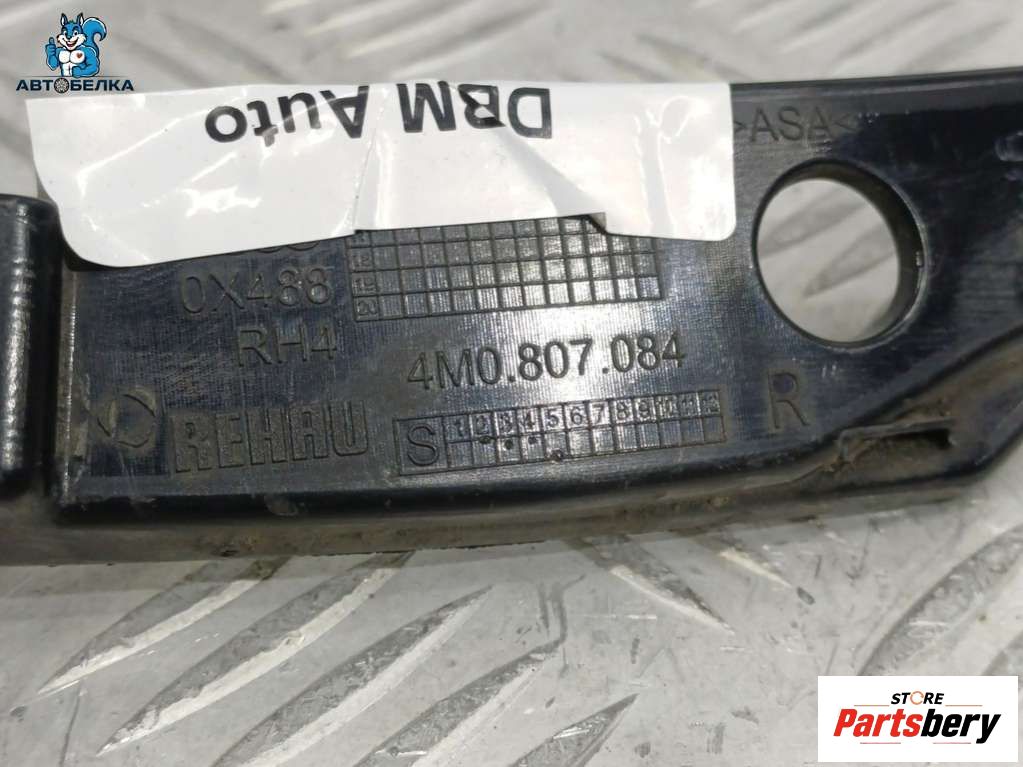 АВТОБЕЛКА
DBM Auto
>ASA<
0X488
RH4
4M0.807.084
REHAU
S 1 2 3 4 5 6 7 8 9 10 11 12
R
STORE
Partsbery